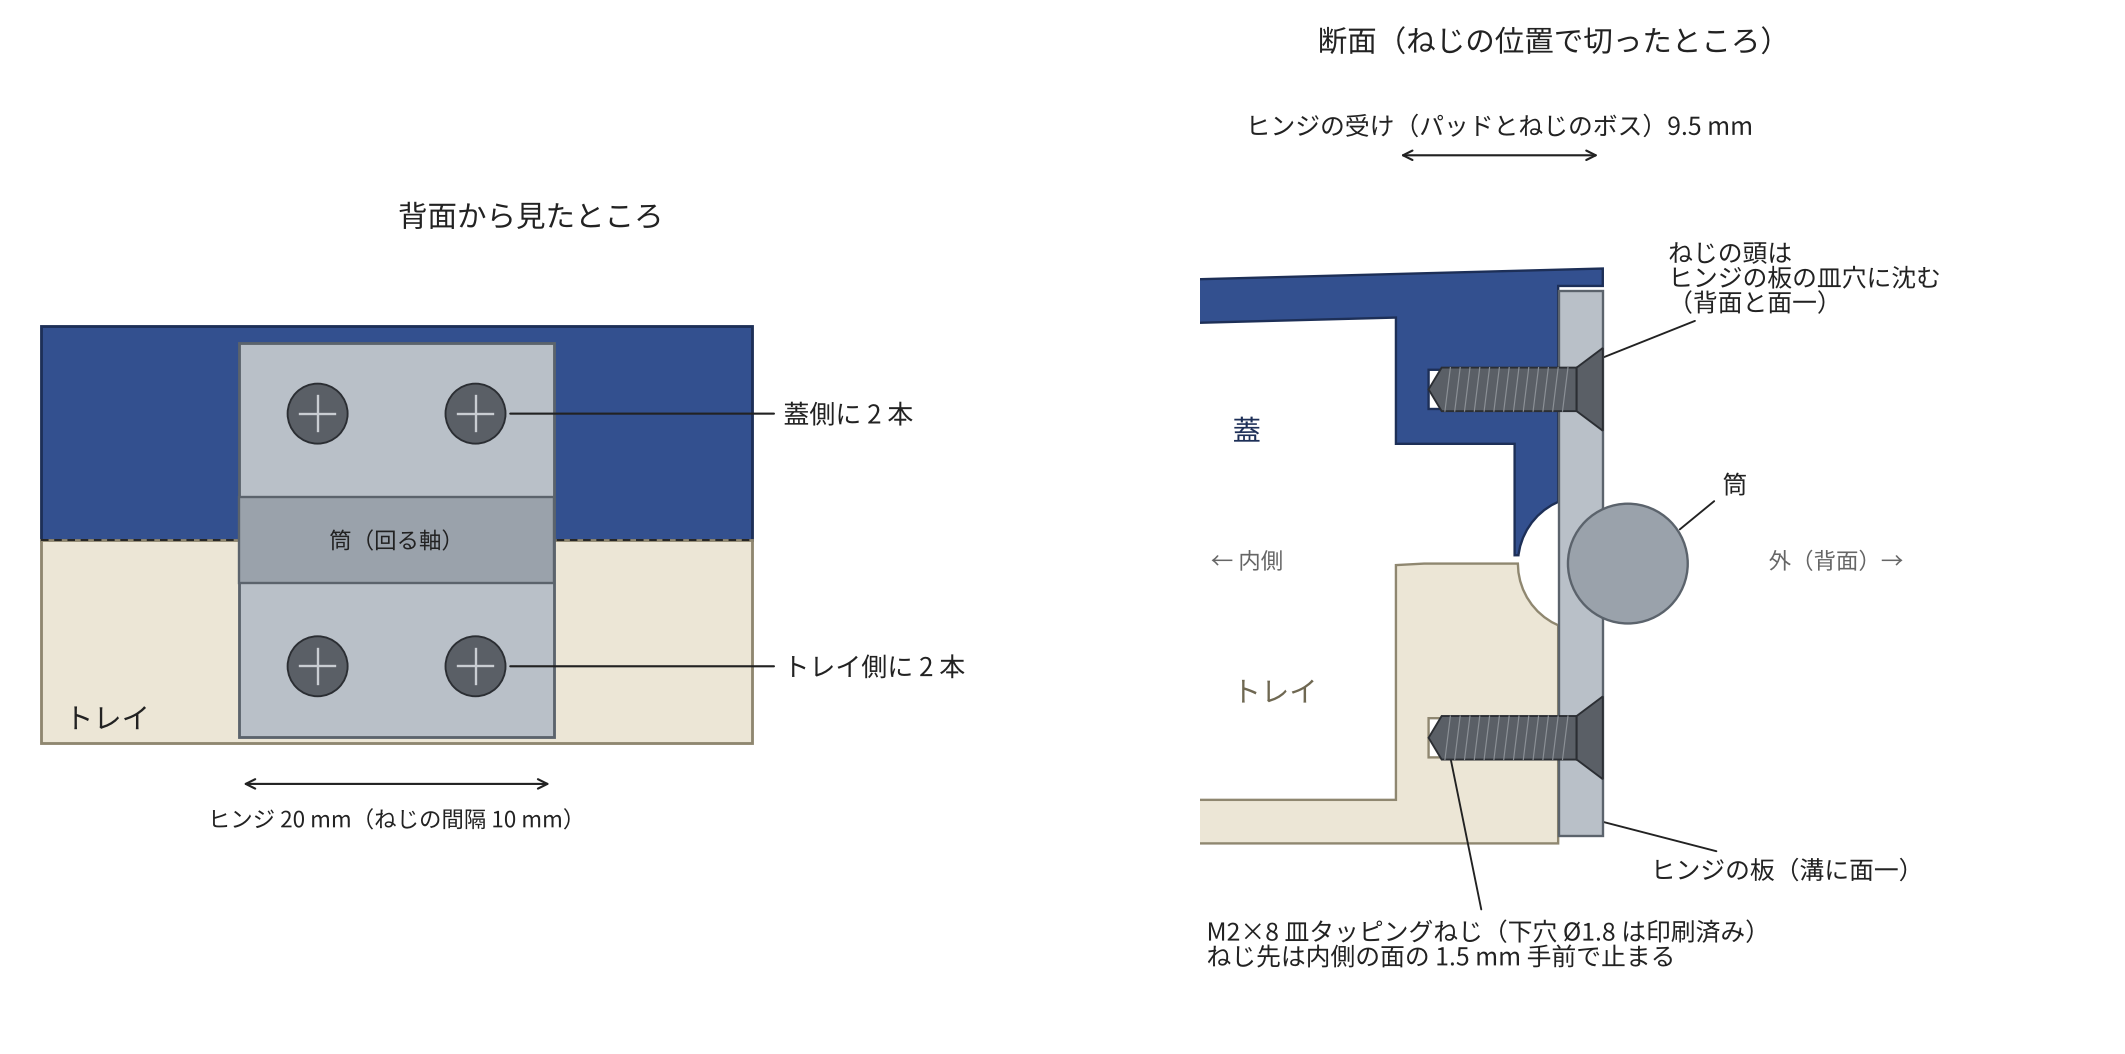 断面（ねじの位置で切ったところ）
ヒンジの受け（パッドとねじのボス）9.5 mm
背面から見たところ
ねじの頭は
ヒンジの板の皿穴に沈む
（背面と面一）
蓋側に 2 本
蓋
筒
筒（回る軸）
← 内側
外（背面）→
トレイ側に 2 本
トレイ
トレイ
ヒンジ 20 mm（ねじの間隔 10 mm）
ヒンジの板（溝に面一）
M2×8 皿タッピングねじ（下穴 Ø1.8 は印刷済み）
ねじ先は内側の面の 1.5 mm 手前で止まる